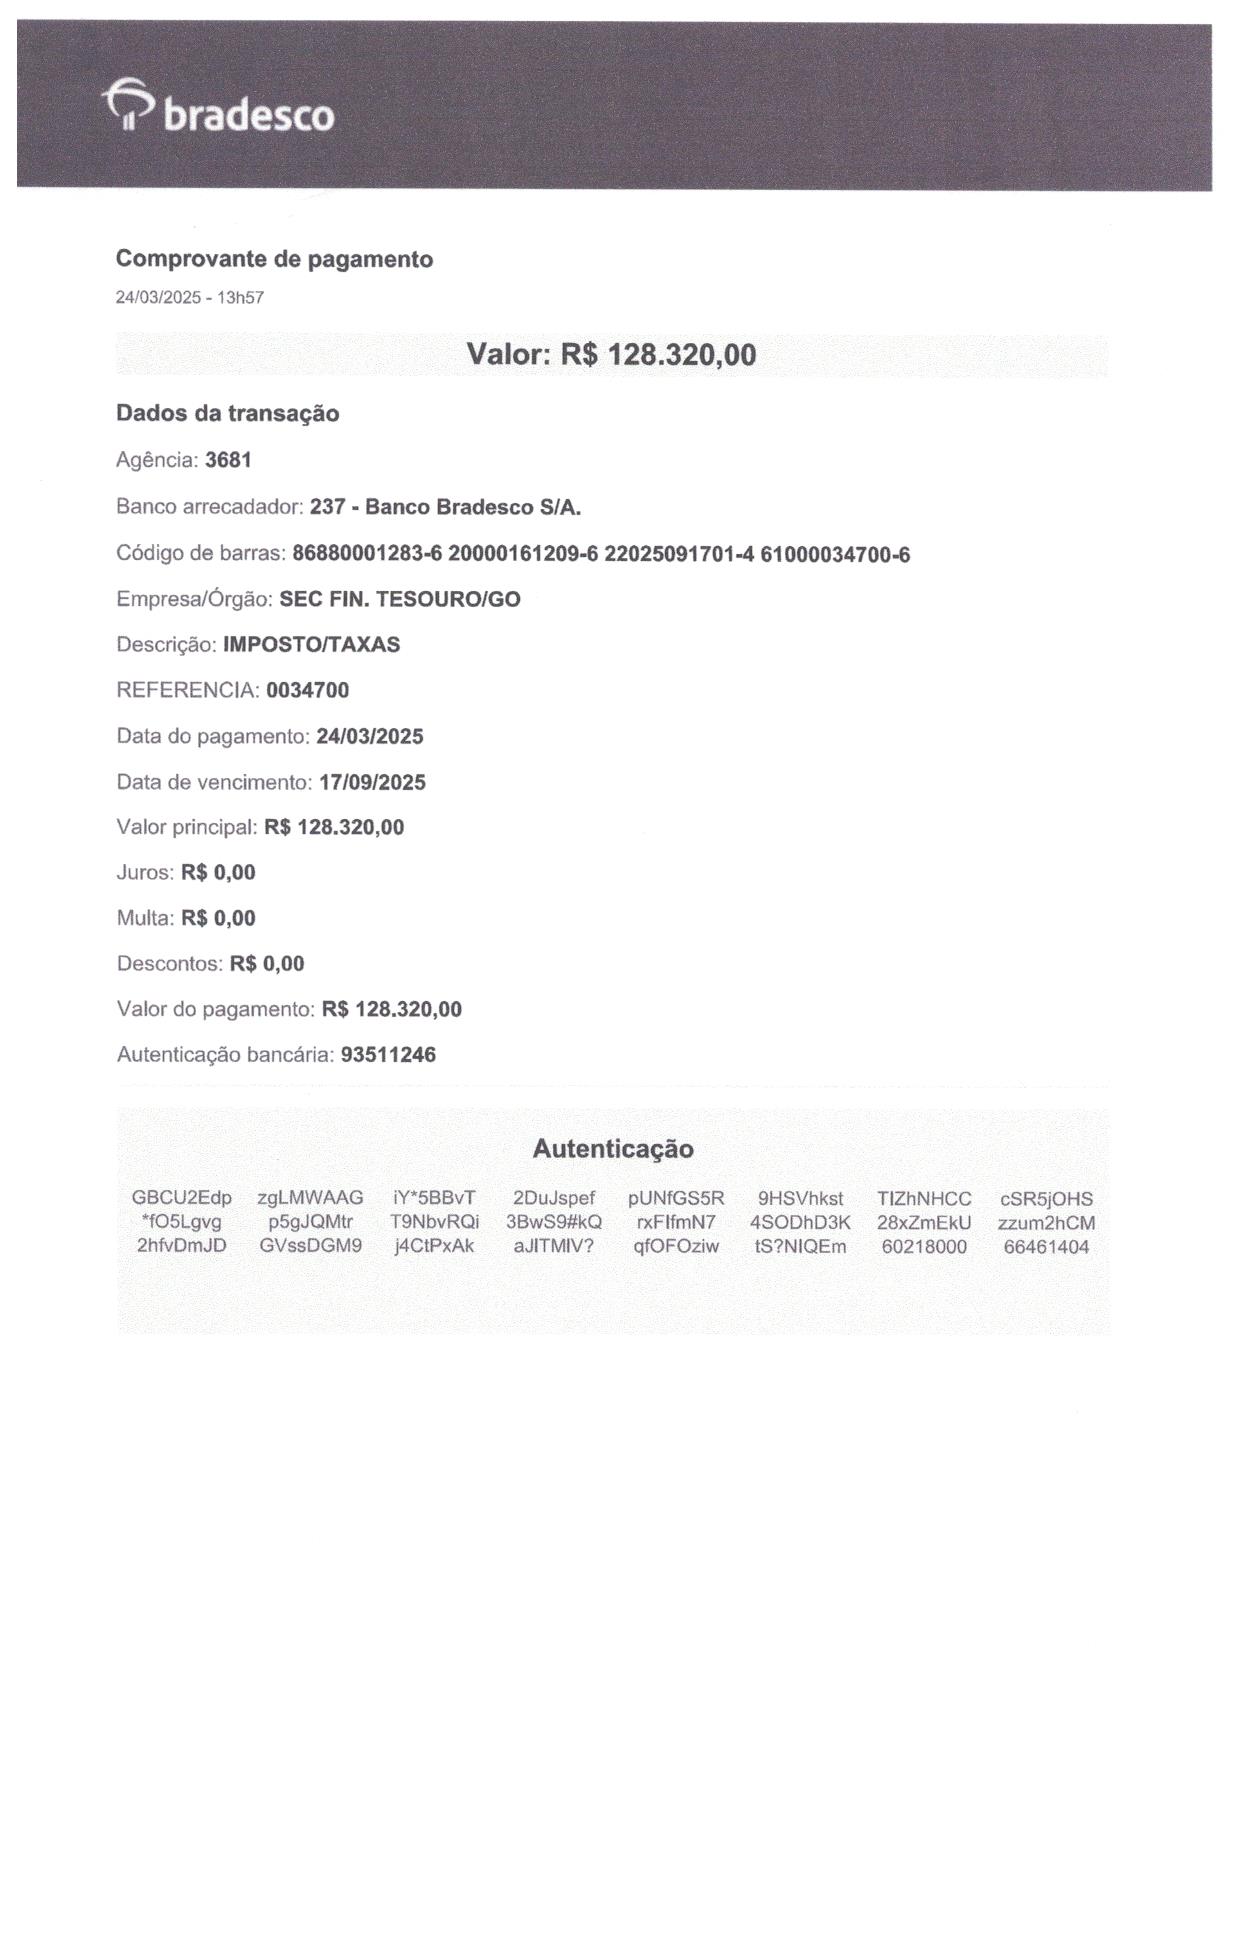 bradesco
Comprovante de pagamento
24/03/2025 - 13h57
Valor: R$ 128.320,00
Dados da transação
Agência: 3681
Banco arrecadador: 237 - Banco Bradesco S/A.
Código de barras: 86880001283-6 20000161209-6 22025091701-4 61000034700-6
Empresa/Órgão: SEC FIN. TESOURO/GO
Descrição: IMPOSTO/TAXAS
REFERENCIA: 0034700
Data do pagamento: 24/03/2025
Data de vencimento: 17/09/2025
Valor principal: R$ 128.320,00
Juros: R$ 0,00
Multa: R$ 0,00
Descontos: R$ 0,00
Valor do pagamento: R$ 128.320,00
Autenticação bancária: 93511246
Autenticação
GBCU2Edp zgLMWAAG iY*5BBvT 2DuJspef pUNfGS5R 9HSVhkst TIZhNHCC cSR5jOHS
*fO5Lgvg p5gJQMtr T9NbvRQi 3BwS9#kQ rxFIfmN7 4SODhD3K 28xZmEkU zzum2hCM
2hfvDmJD GVssDGM9 j4CtPxAk aJITMIV? qfOFOziw tS?NIQEm 60218000 66461404